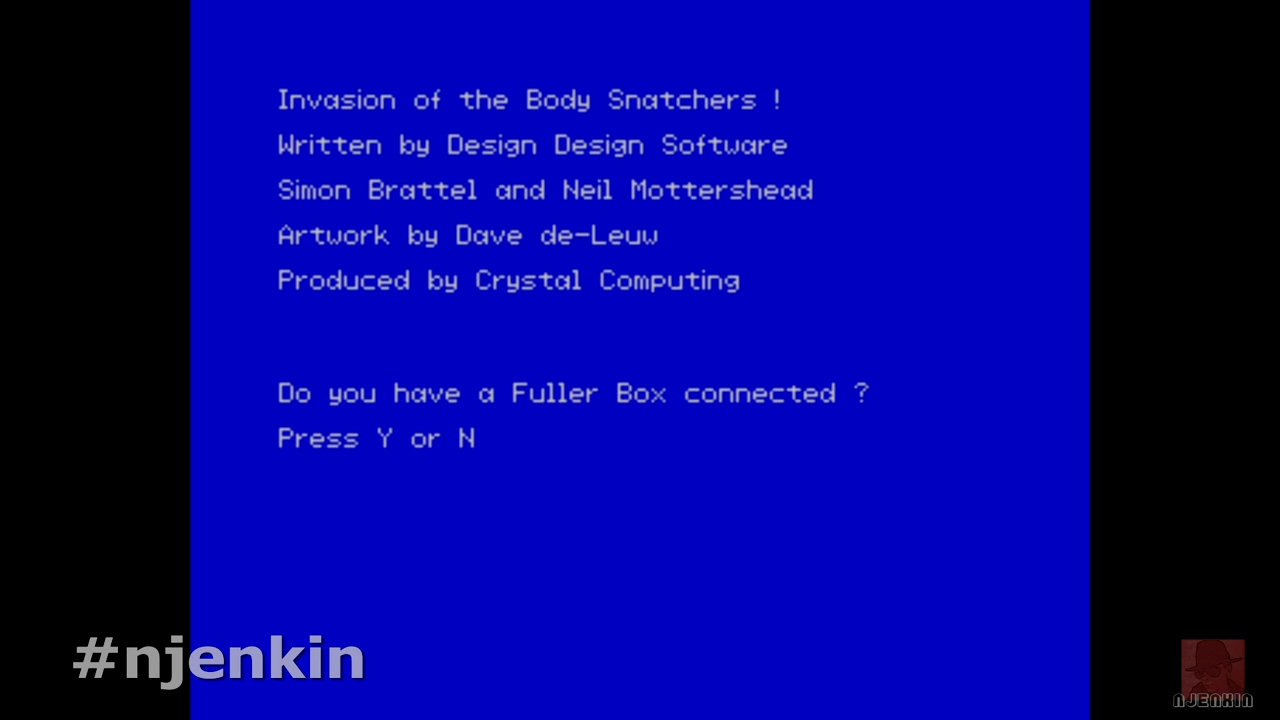 Invasion of the Body Snatchers !
Written by Design Design Software
Simon Brattel and Neil Mottershead
Artwork by Dave de-Leuw
Produced by Crystal Computing
Do you have a Fuller Box connected ?
Press Y or N
#njenkin
NJENKIN